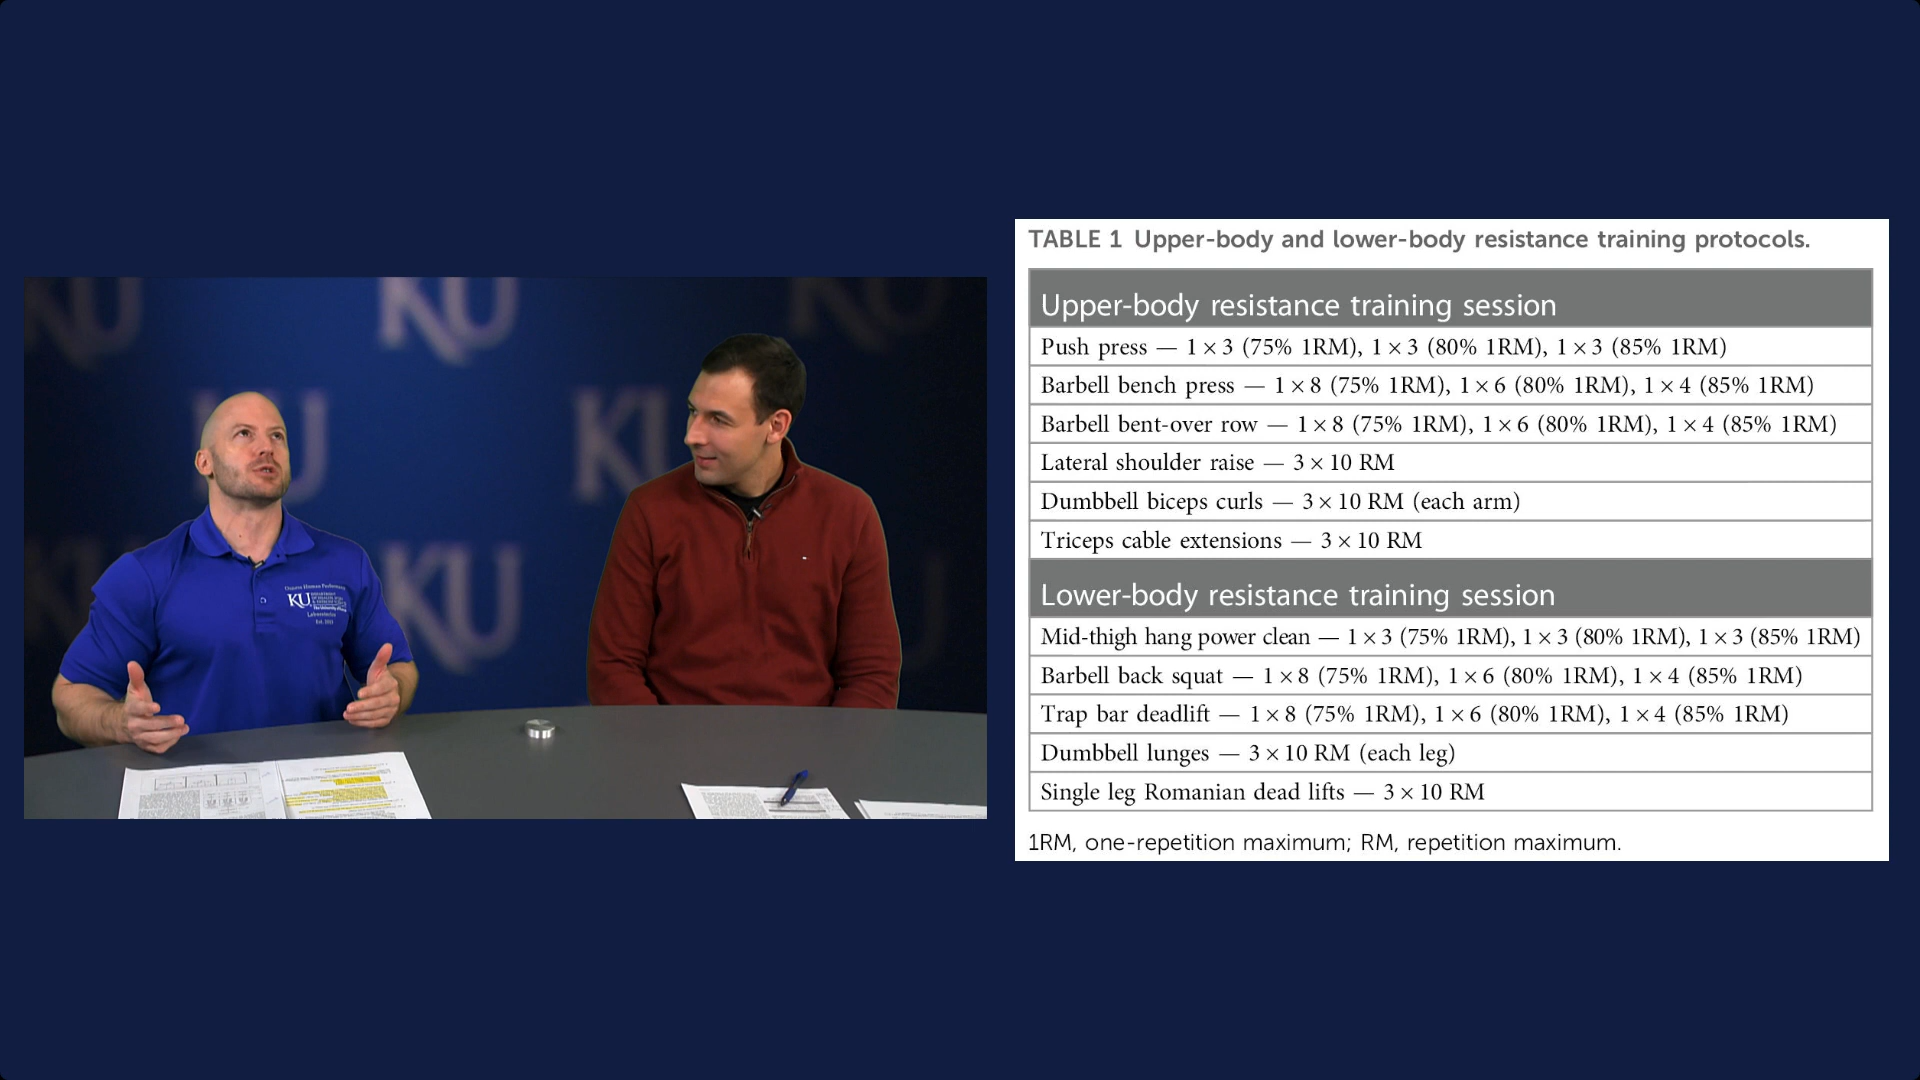 KU
KU
KU
KU
KU
KU
KU
TABLE 1 Upper-body and lower-body resistance training protocols.
Upper-body resistance training session
Push press — 1 × 3 (75% 1RM), 1 × 3 (80% 1RM), 1 × 3 (85% 1RM)
Barbell bench press — 1 × 8 (75% 1RM), 1 × 6 (80% 1RM), 1 × 4 (85% 1RM)
Barbell bent-over row — 1 × 8 (75% 1RM), 1 × 6 (80% 1RM), 1 × 4 (85% 1RM)
Lateral shoulder raise — 3 × 10 RM
Dumbbell biceps curls — 3 × 10 RM (each arm)
Triceps cable extensions — 3 × 10 RM
Lower-body resistance training session
Mid-thigh hang power clean — 1 × 3 (75% 1RM), 1 × 3 (80% 1RM), 1 × 3 (85% 1RM)
Barbell back squat — 1 × 8 (75% 1RM), 1 × 6 (80% 1RM), 1 × 4 (85% 1RM)
Trap bar deadlift — 1 × 8 (75% 1RM), 1 × 6 (80% 1RM), 1 × 4 (85% 1RM)
Dumbbell lunges — 3 × 10 RM (each leg)
Single leg Romanian dead lifts — 3 × 10 RM
1RM, one-repetition maximum; RM, repetition maximum.